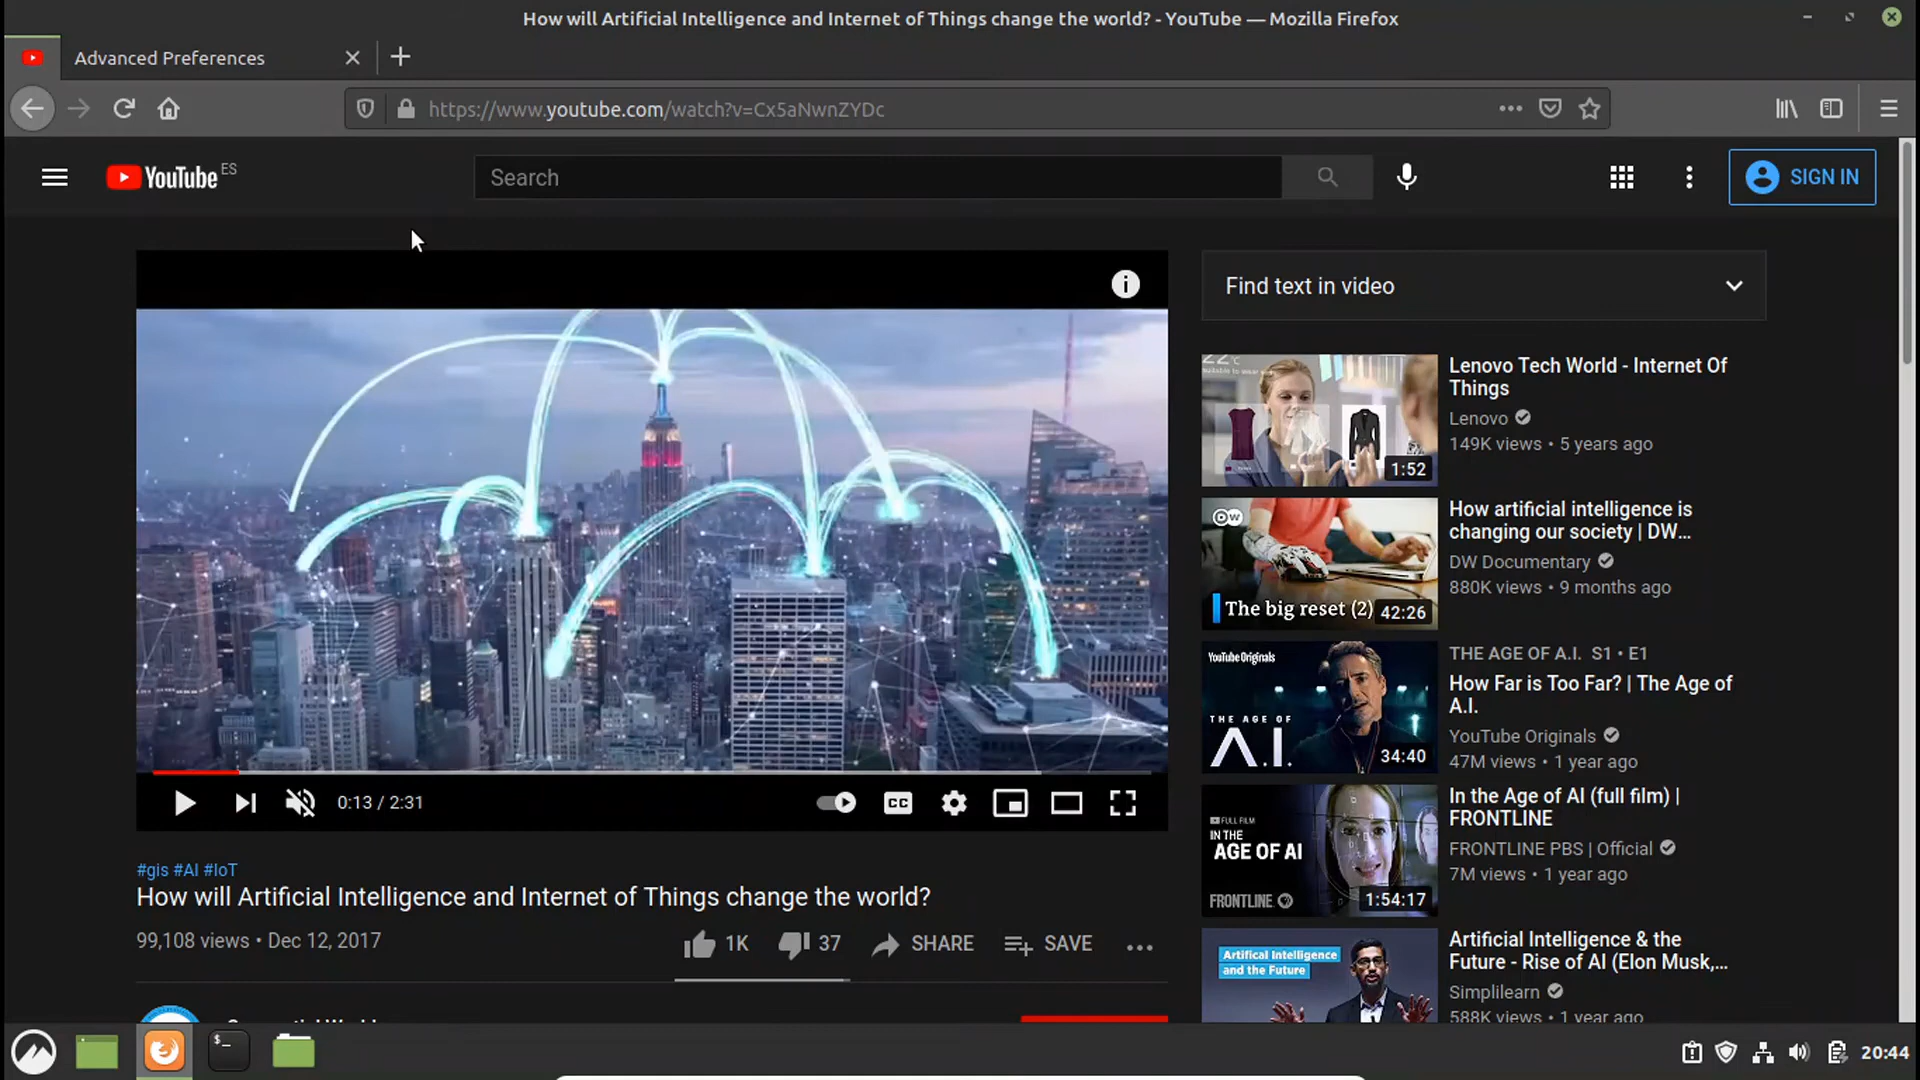 How will Artificial Intelligence and Internet of Things change the world? - YouTube — Mozilla Firefox
Advanced Preferences
https://www.youtube.com/watch?v=Cx5aNwnZYDc
YouTube ES
Search
SIGN IN
Find text in video
22°C
Lenovo Tech World - Internet Of
Things
Lenovo
149K views • 5 years ago
1:52
DW
The big reset (2)
42:26
How artificial intelligence is
changing our society | DW...
DW Documentary
880K views • 9 months ago
YouTube Originals
THE AGE OF
A.I.
34:40
THE AGE OF A.I. S1 • E1
How Far is Too Far? | The Age of
A.I.
YouTube Originals
47M views • 1 year ago
FULL FILM
IN THE
AGE OF AI
FRONTLINE
1:54:17
In the Age of AI (full film) |
FRONTLINE
FRONTLINE PBS | Official
7M views • 1 year ago
Artifical Intelligence
and the Future
Artificial Intelligence & the
Future - Rise of AI (Elon Musk,...
Simplilearn
588K views • 1 year ago
0:13 / 2:31
CC
#gis #AI #IoT
How will Artificial Intelligence and Internet of Things change the world?
99,108 views • Dec 12, 2017
1K
37
SHARE
SAVE
20:44